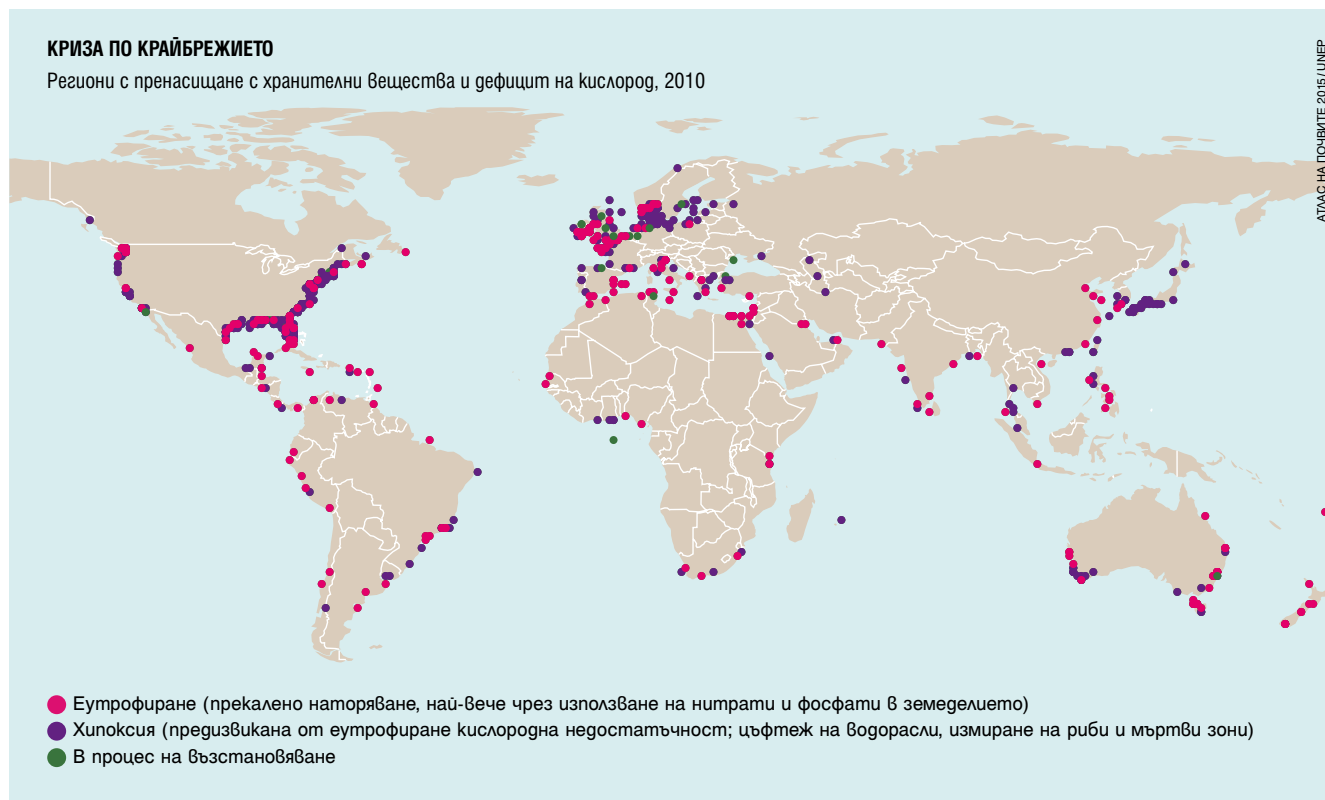 КРИЗА ПО КРАЙБРЕЖИЕТО
Региони с пренасищане с хранителни вещества и дефицит на кислород, 2010
АТЛАС НА ПОЧВИТЕ 2015 / UNEP
Еутрофиране (прекалено наторяване, най-вече чрез използване на нитрати и фосфати в земеделието)
Хипоксия (предизвикана от еутрофиране кислородна недостатъчност; цъфтеж на водорасли, измиране на риби и мъртви зони)
В процес на възстановяване